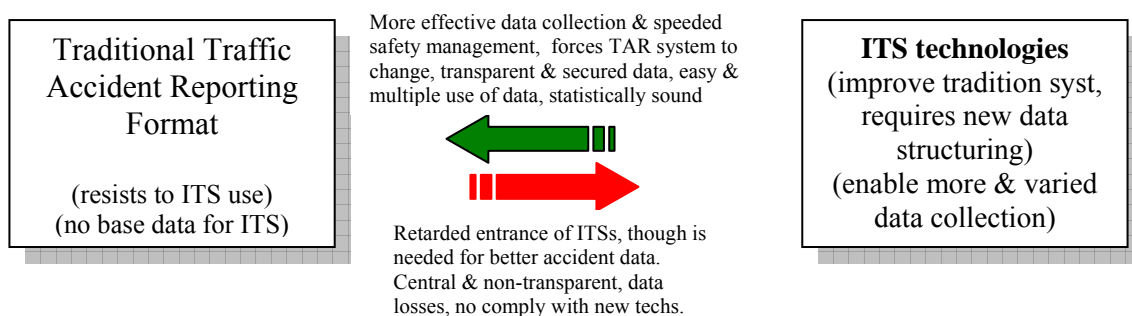 Traditional Traffic
Accident Reporting
Format
(resists to ITS use)
(no base data for ITS)
More effective data collection & speeded
safety management, forces TAR system to
change, transparent & secured data, easy &
multiple use of data, statistically sound
Retarded entrance of ITSs, though is
needed for better accident data.
Central & non-transparent, data
losses, no comply with new techs.
ITS technologies
(improve tradition syst,
requires new data
structuring)
(enable more & varied
data collection)